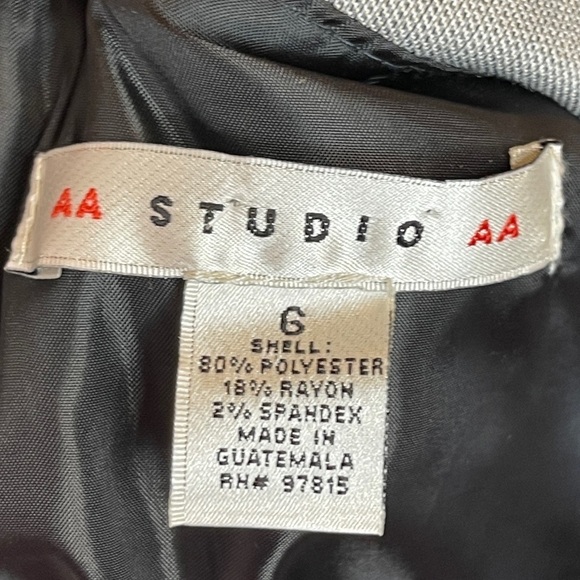 AA STUDIO AA
6
SHELL:
80% POLYESTER
18% RAYON
2% SPANDEX
MADE IN
GUATEMALA
RN# 97815